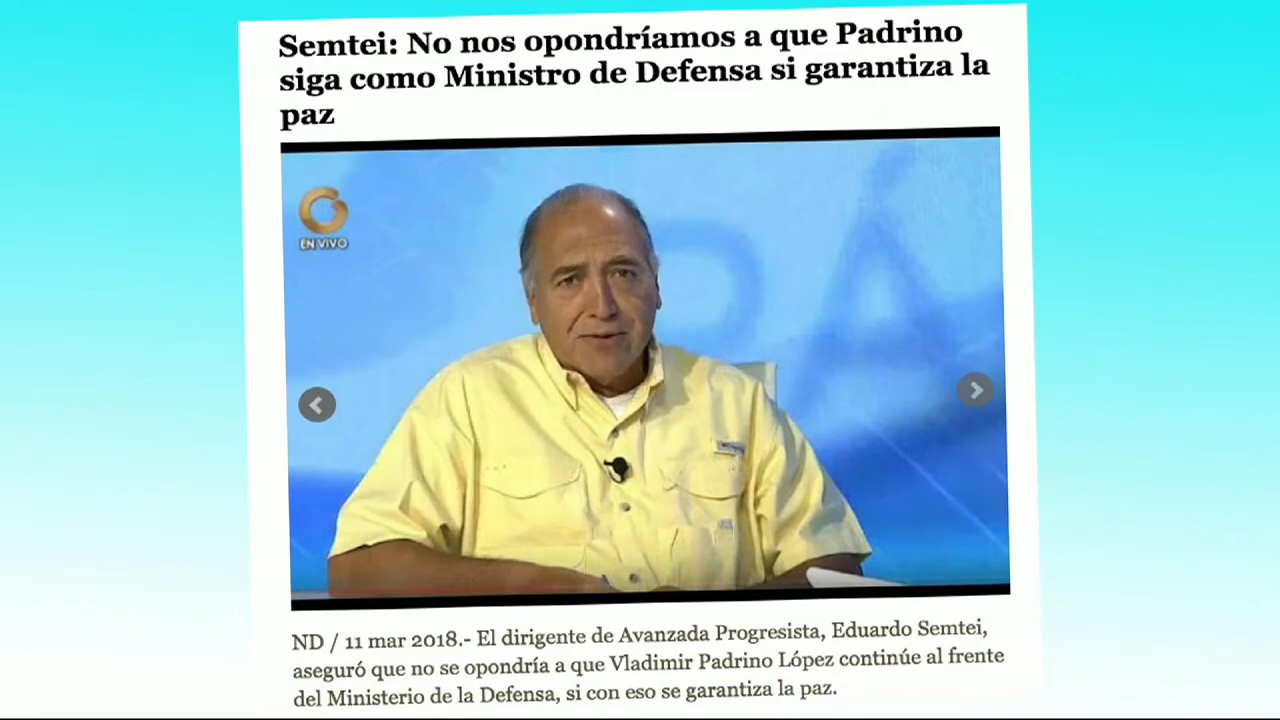 Semtei: No nos opondríamos a que Padrino
siga como Ministro de Defensa si garantiza la
paz
EN VIVO
ND / 11 mar 2018.- El dirigente de Avanzada Progresista, Eduardo Semtei,
aseguró que no se opondría a que Vladimir Padrino López continúe al frente
del Ministerio de la Defensa, si con eso se garantiza la paz.